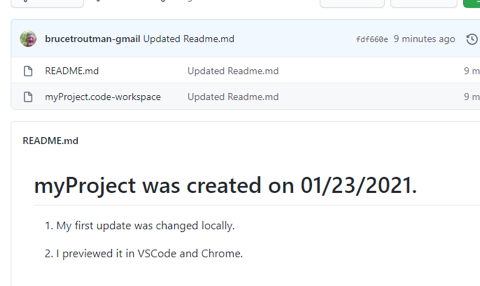 brucetroutman-gmail Updated Readme.md fdf660e 9 minutes ago
README.md Updated Readme.md 9 m
myProject.code-workspace Updated Readme.md 9 m
README.md
myProject was created on 01/23/2021.
1. My first update was changed locally.
2. I previewed it in VSCode and Chrome.